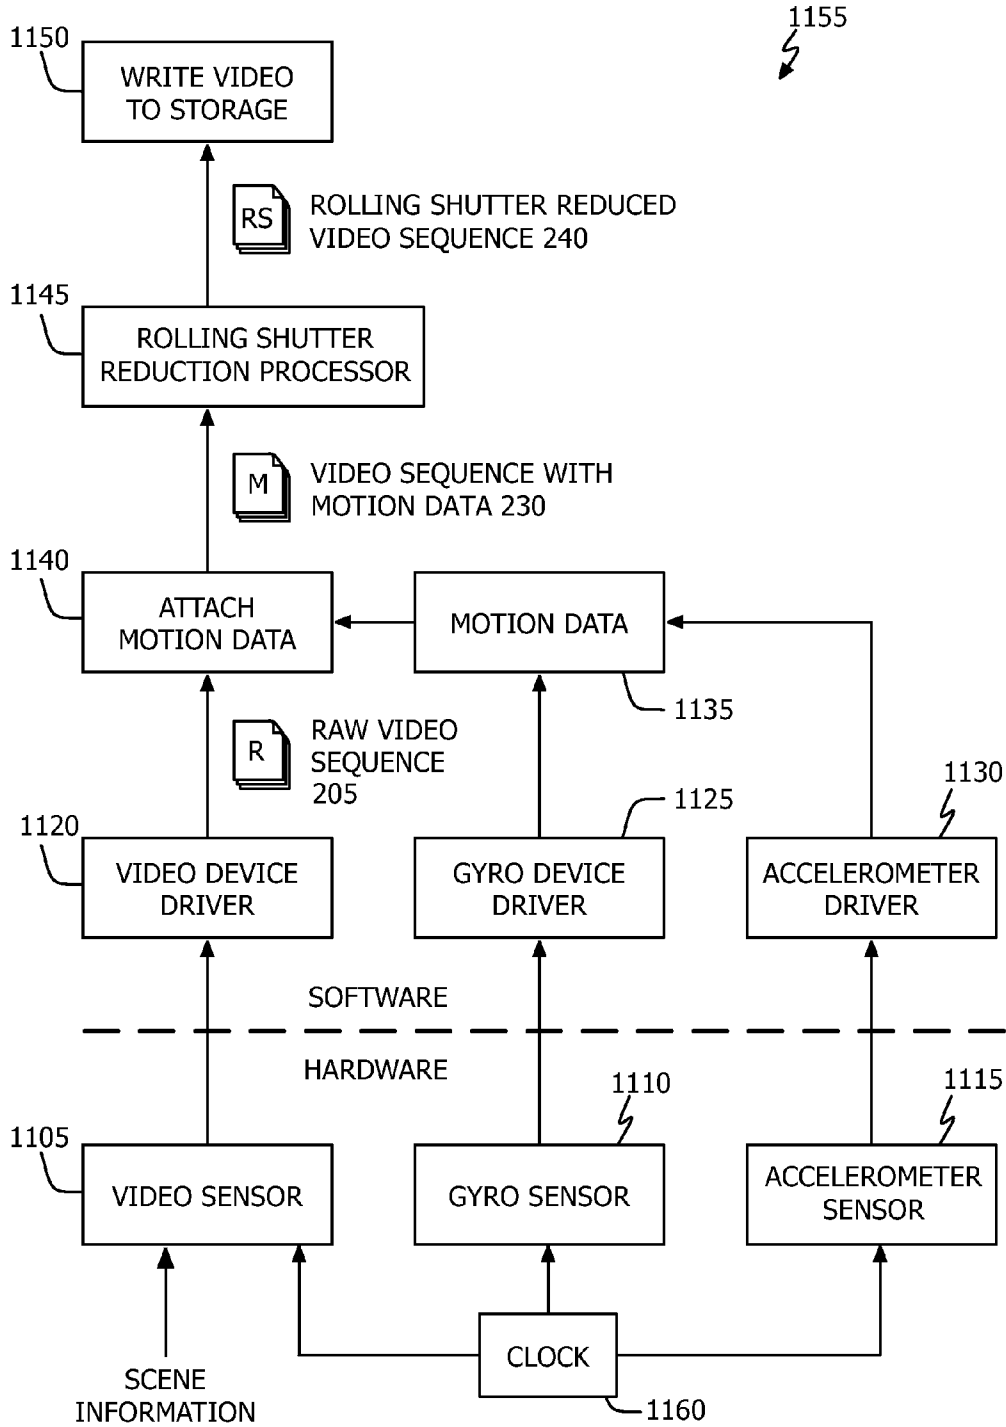 1155
1150
WRITE VIDEO
TO STORAGE
RS
ROLLING SHUTTER REDUCED
VIDEO SEQUENCE 240
1145
ROLLING SHUTTER
REDUCTION PROCESSOR
M
VIDEO SEQUENCE WITH
MOTION DATA 230
1140
ATTACH
MOTION DATA
MOTION DATA
1135
R
RAW VIDEO
SEQUENCE
205
1130
1125
1120
VIDEO DEVICE
DRIVER
GYRO DEVICE
DRIVER
ACCELEROMETER
DRIVER
SOFTWARE
HARDWARE
1110
1115
1105
VIDEO SENSOR
GYRO SENSOR
ACCELEROMETER
SENSOR
CLOCK
SCENE
INFORMATION
1160